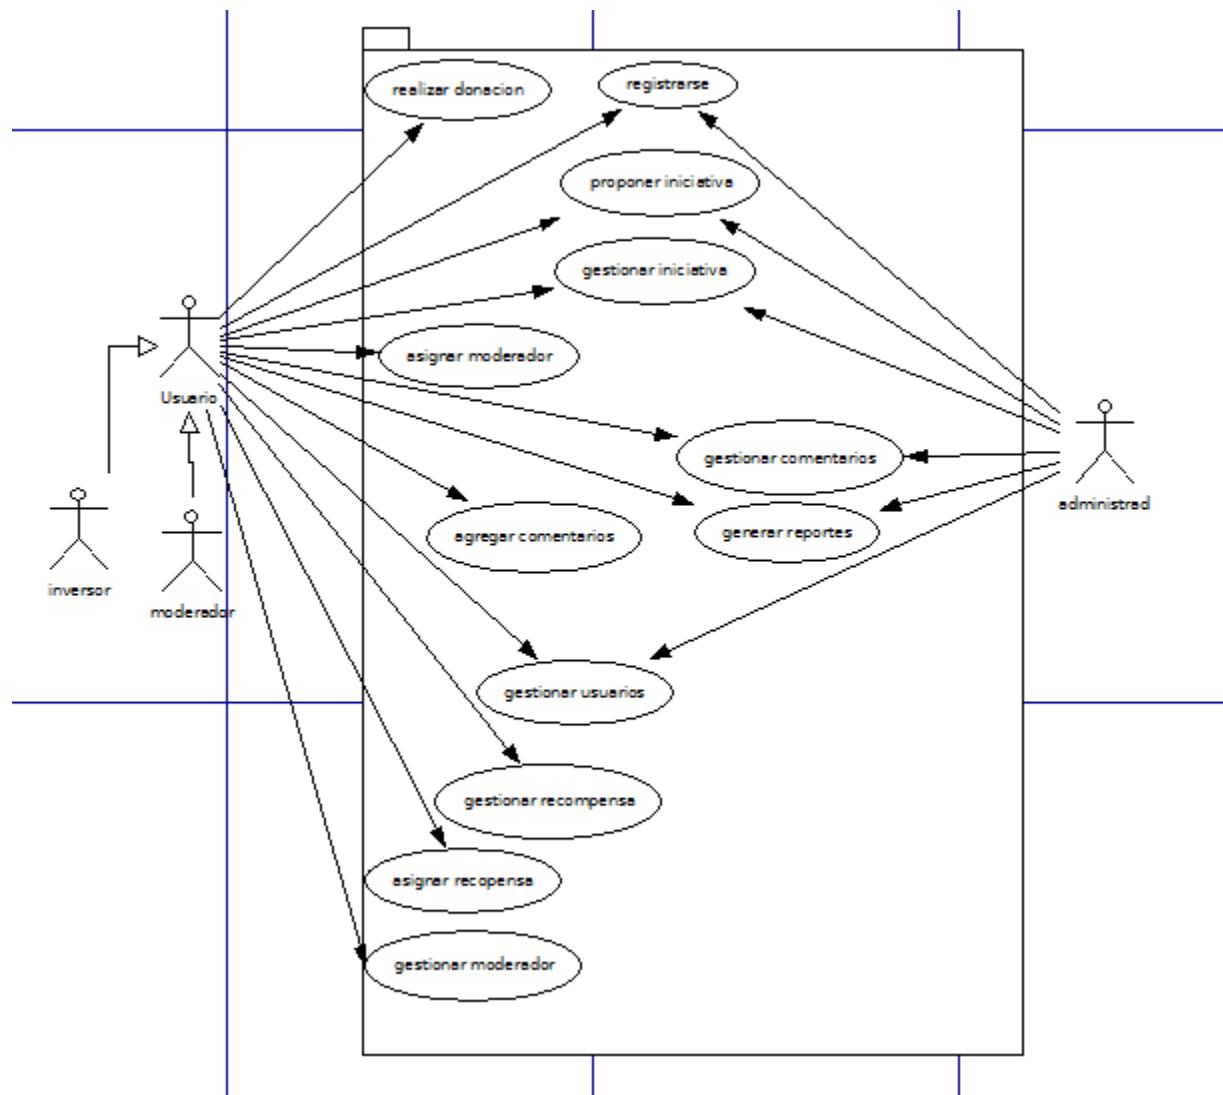 realizar donacion
registrarse
proponer iniciativa
gestionar iniciativa
asignar moderador
Usuario
gestionar comentarios
administrad
agregar comentarios
generar reportes
inversor
moderador
gestionar usuarios
gestionar recompensa
asignar recopensa
gestionar moderador